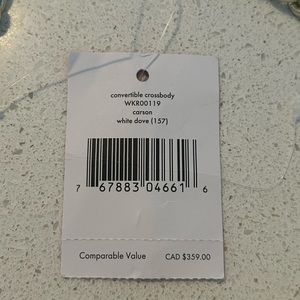 convertible crossbody
WKR00119
carson
white dove (157)
7 67883 04661 6
Comparable Value CAD $359.00